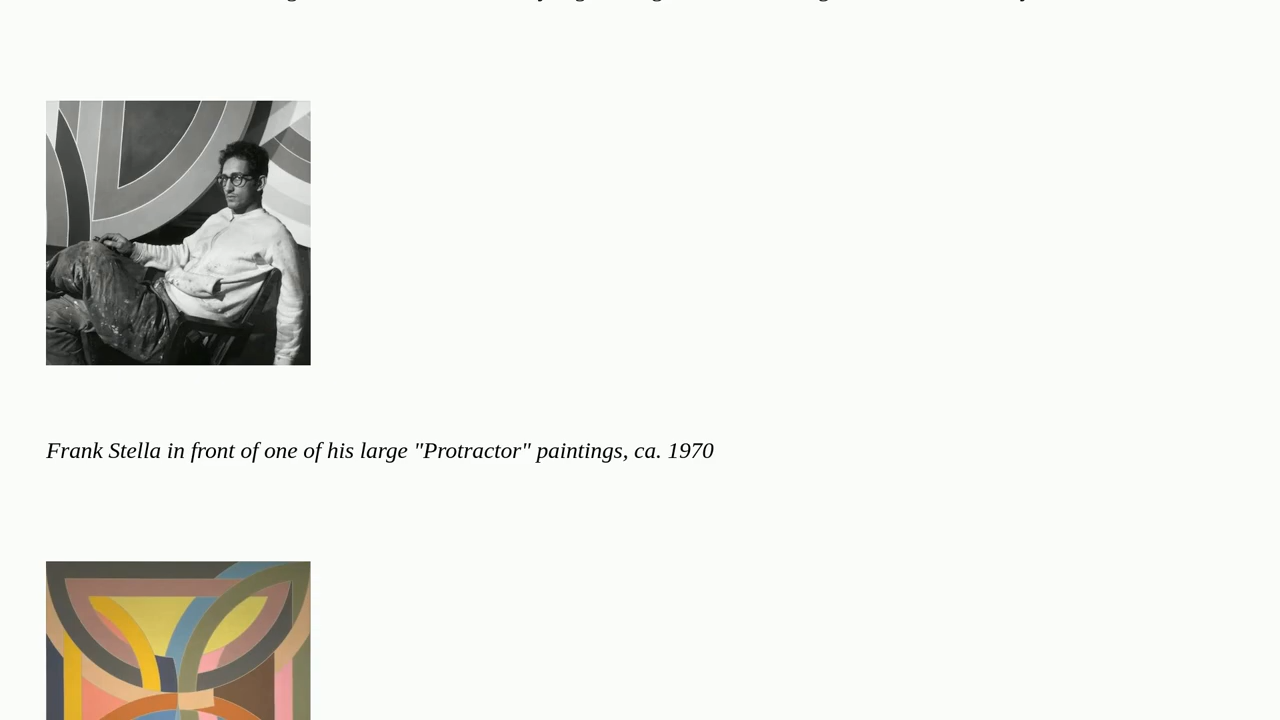 Frank Stella in front of one of his large "Protractor" paintings, ca. 1970